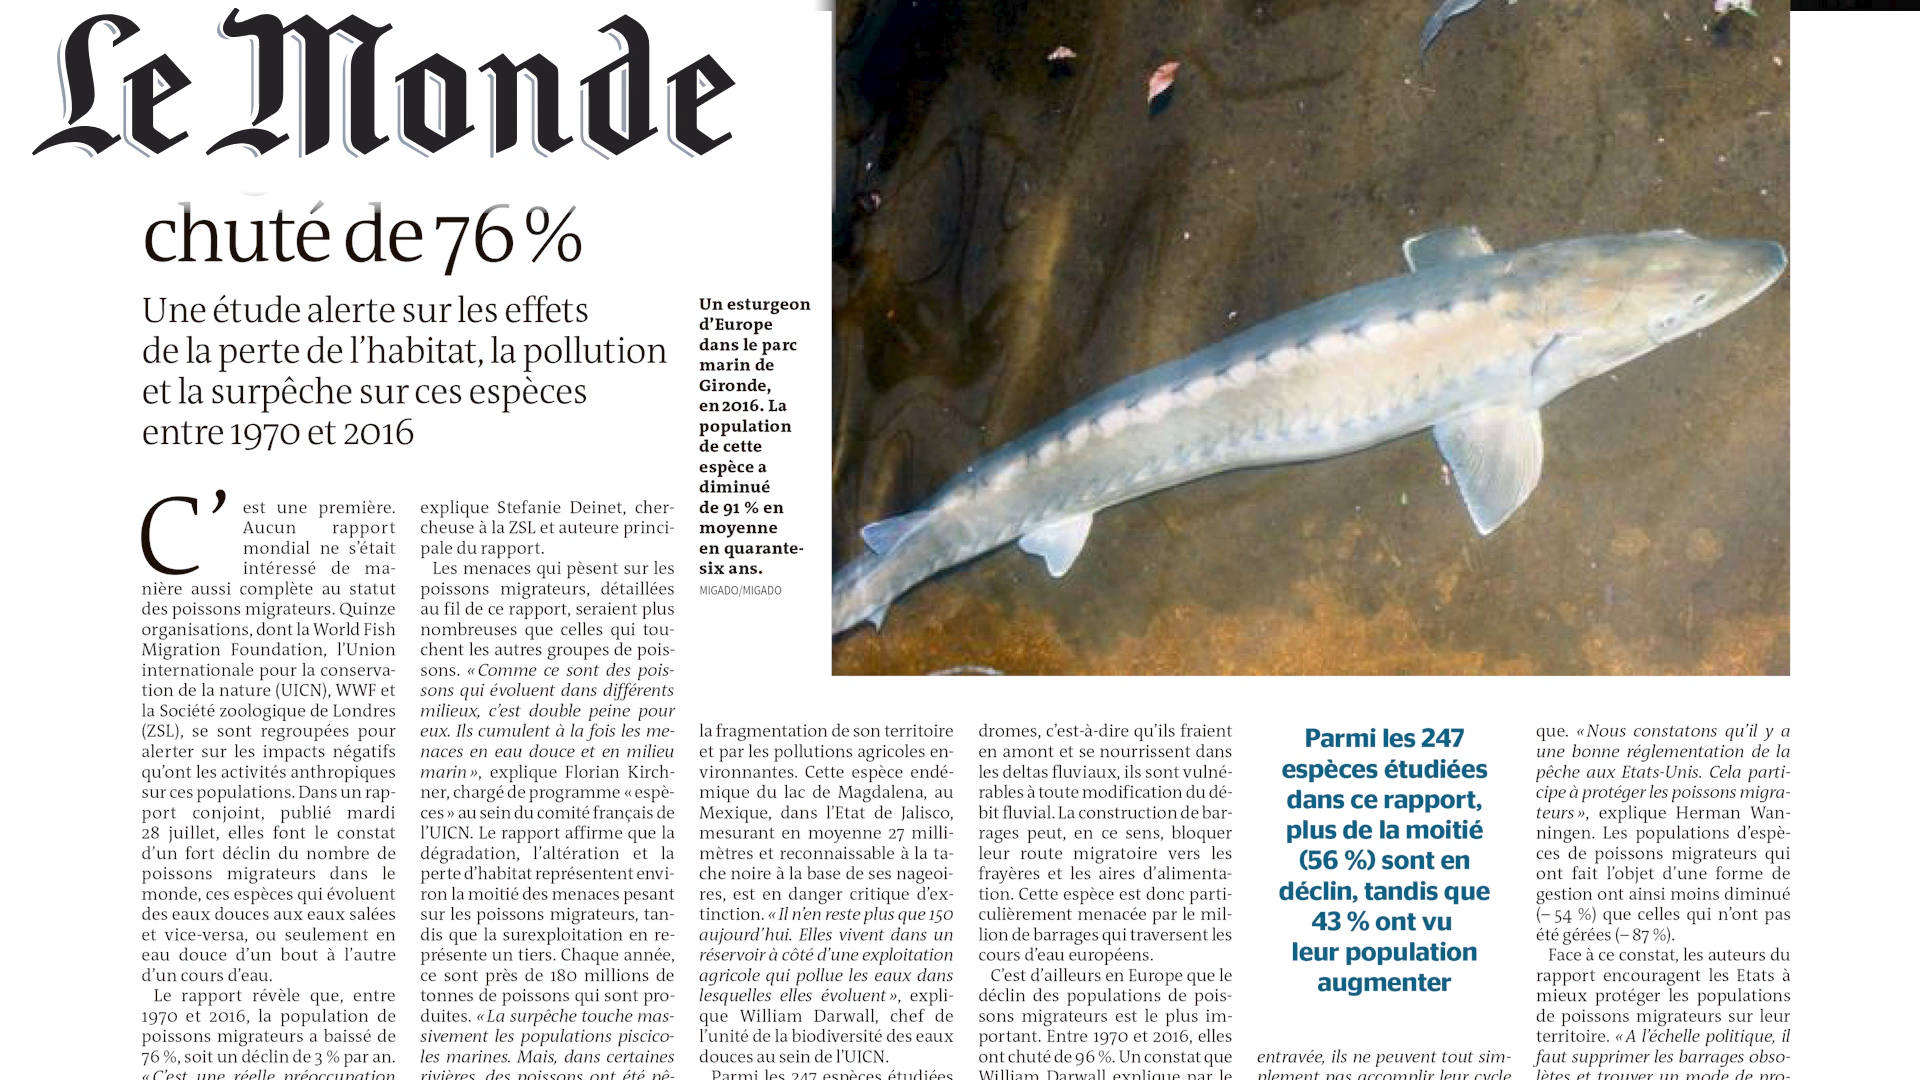 Le Monde
chuté de 76 %
Une étude alerte sur les effets
de la perte de l’habitat, la pollution
et la surpêche sur ces espèces
entre 1970 et 2016
Un esturgeon
d’Europe
dans le parc
marin de
Gironde,
en 2016. La
population
de cette
espèce a
diminué
de 91 % en
moyenne
en quarante-
six ans.
MIGADO/MIGADO
C’est une première.
Aucun rapport
mondial ne s’était
intéressé de ma-
nière aussi complète au statut
des poissons migrateurs. Quinze
organisations, dont la World Fish
Migration Foundation, l’Union
internationale pour la conserva-
tion de la nature (UICN), WWF et
la Société zoologique de Londres
(ZSL), se sont regroupées pour
alerter sur les impacts négatifs
qu’ont les activités anthropiques
sur ces populations. Dans un rap-
port conjoint, publié mardi
28 juillet, elles font le constat
d’un fort déclin du nombre de
poissons migrateurs dans le
monde, ces espèces qui évoluent
des eaux douces aux eaux salées
et vice-versa, ou seulement en
eau douce d’un bout à l’autre
d’un cours d’eau.
Le rapport révèle que, entre
1970 et 2016, la population de
poissons migrateurs a baissé de
76 %, soit un déclin de 3 % par an.
« C’est une réelle préoccupation
explique Stefanie Deinet, cher-
cheuse à la ZSL et auteure princi-
pale du rapport.
Les menaces qui pèsent sur les
poissons migrateurs, détaillées
au fil de ce rapport, seraient plus
nombreuses que celles qui tou-
chent les autres groupes de pois-
sons. « Comme ce sont des pois-
sons qui évoluent dans différents
milieux, c’est double peine pour
eux. Ils cumulent à la fois les me-
naces en eau douce et en milieu
marin », explique Florian Kirch-
ner, chargé de programme « espè-
ces » au sein du comité français de
l’UICN. Le rapport affirme que la
dégradation, l’altération et la
perte d’habitat représentent envi-
ron la moitié des menaces pesant
sur les poissons migrateurs, tan-
dis que la surexploitation en re-
présente un tiers. Chaque année,
ce sont près de 180 millions de
tonnes de poissons qui sont pro-
duites. « La surpêche touche mas-
sivement les populations piscico-
les marines. Mais, dans certaines
rivières, des poissons ont été pê-
la fragmentation de son territoire
et par les pollutions agricoles en-
vironnantes. Cette espèce endé-
mique du lac de Magdalena, au
Mexique, dans l’Etat de Jalisco,
mesurant en moyenne 27 milli-
mètres et reconnaissable à la ta-
che noire à la base de ses nageoi-
res, est en danger critique d’ex-
tinction. « Il n’en reste plus que 150
aujourd’hui. Elles vivent dans un
réservoir à côté d’une exploitation
agricole qui pollue les eaux dans
lesquelles elles évoluent », expli-
que William Darwall, chef de
l’unité de la biodiversité des eaux
douces au sein de l’UICN.
Parmi les 247 espèces étudiées
dromes, c’est-à-dire qu’ils fraient
en amont et se nourrissent dans
les deltas fluviaux, ils sont vulné-
rables à toute modification du dé-
bit fluvial. La construction de bar-
rages peut, en ce sens, bloquer
leur route migratoire vers les
frayères et les aires d’alimenta-
tion. Cette espèce est donc parti-
culièrement menacée par le mil-
lion de barrages qui traversent les
cours d’eau européens.
C’est d’ailleurs en Europe que le
déclin des populations de pois-
sons migrateurs est le plus im-
portant. Entre 1970 et 2016, elles
ont chuté de 96 %. Un constat que
William Darwall explique par le
Parmi les 247
espèces étudiées
dans ce rapport,
plus de la moitié
(56 %) sont en
déclin, tandis que
43 % ont vu
leur population
augmenter
entravée, ils ne peuvent tout sim-
plement pas accomplir leur cycle
que. « Nous constatons qu’il y a
une bonne réglementation de la
pêche aux Etats-Unis. Cela parti-
cipe à protéger les poissons migra-
teurs », explique Herman Wan-
ningen. Les populations d’espè-
ces de poissons migrateurs qui
ont fait l’objet d’une forme de
gestion ont ainsi moins diminué
(– 54 %) que celles qui n’ont pas
été gérées (– 87 %).
Face à ce constat, les auteurs du
rapport encouragent les Etats à
mieux protéger les populations
de poissons migrateurs sur leur
territoire. « A l’échelle politique, il
faut supprimer les barrages obso-
lètes et trouver un mode de pro-